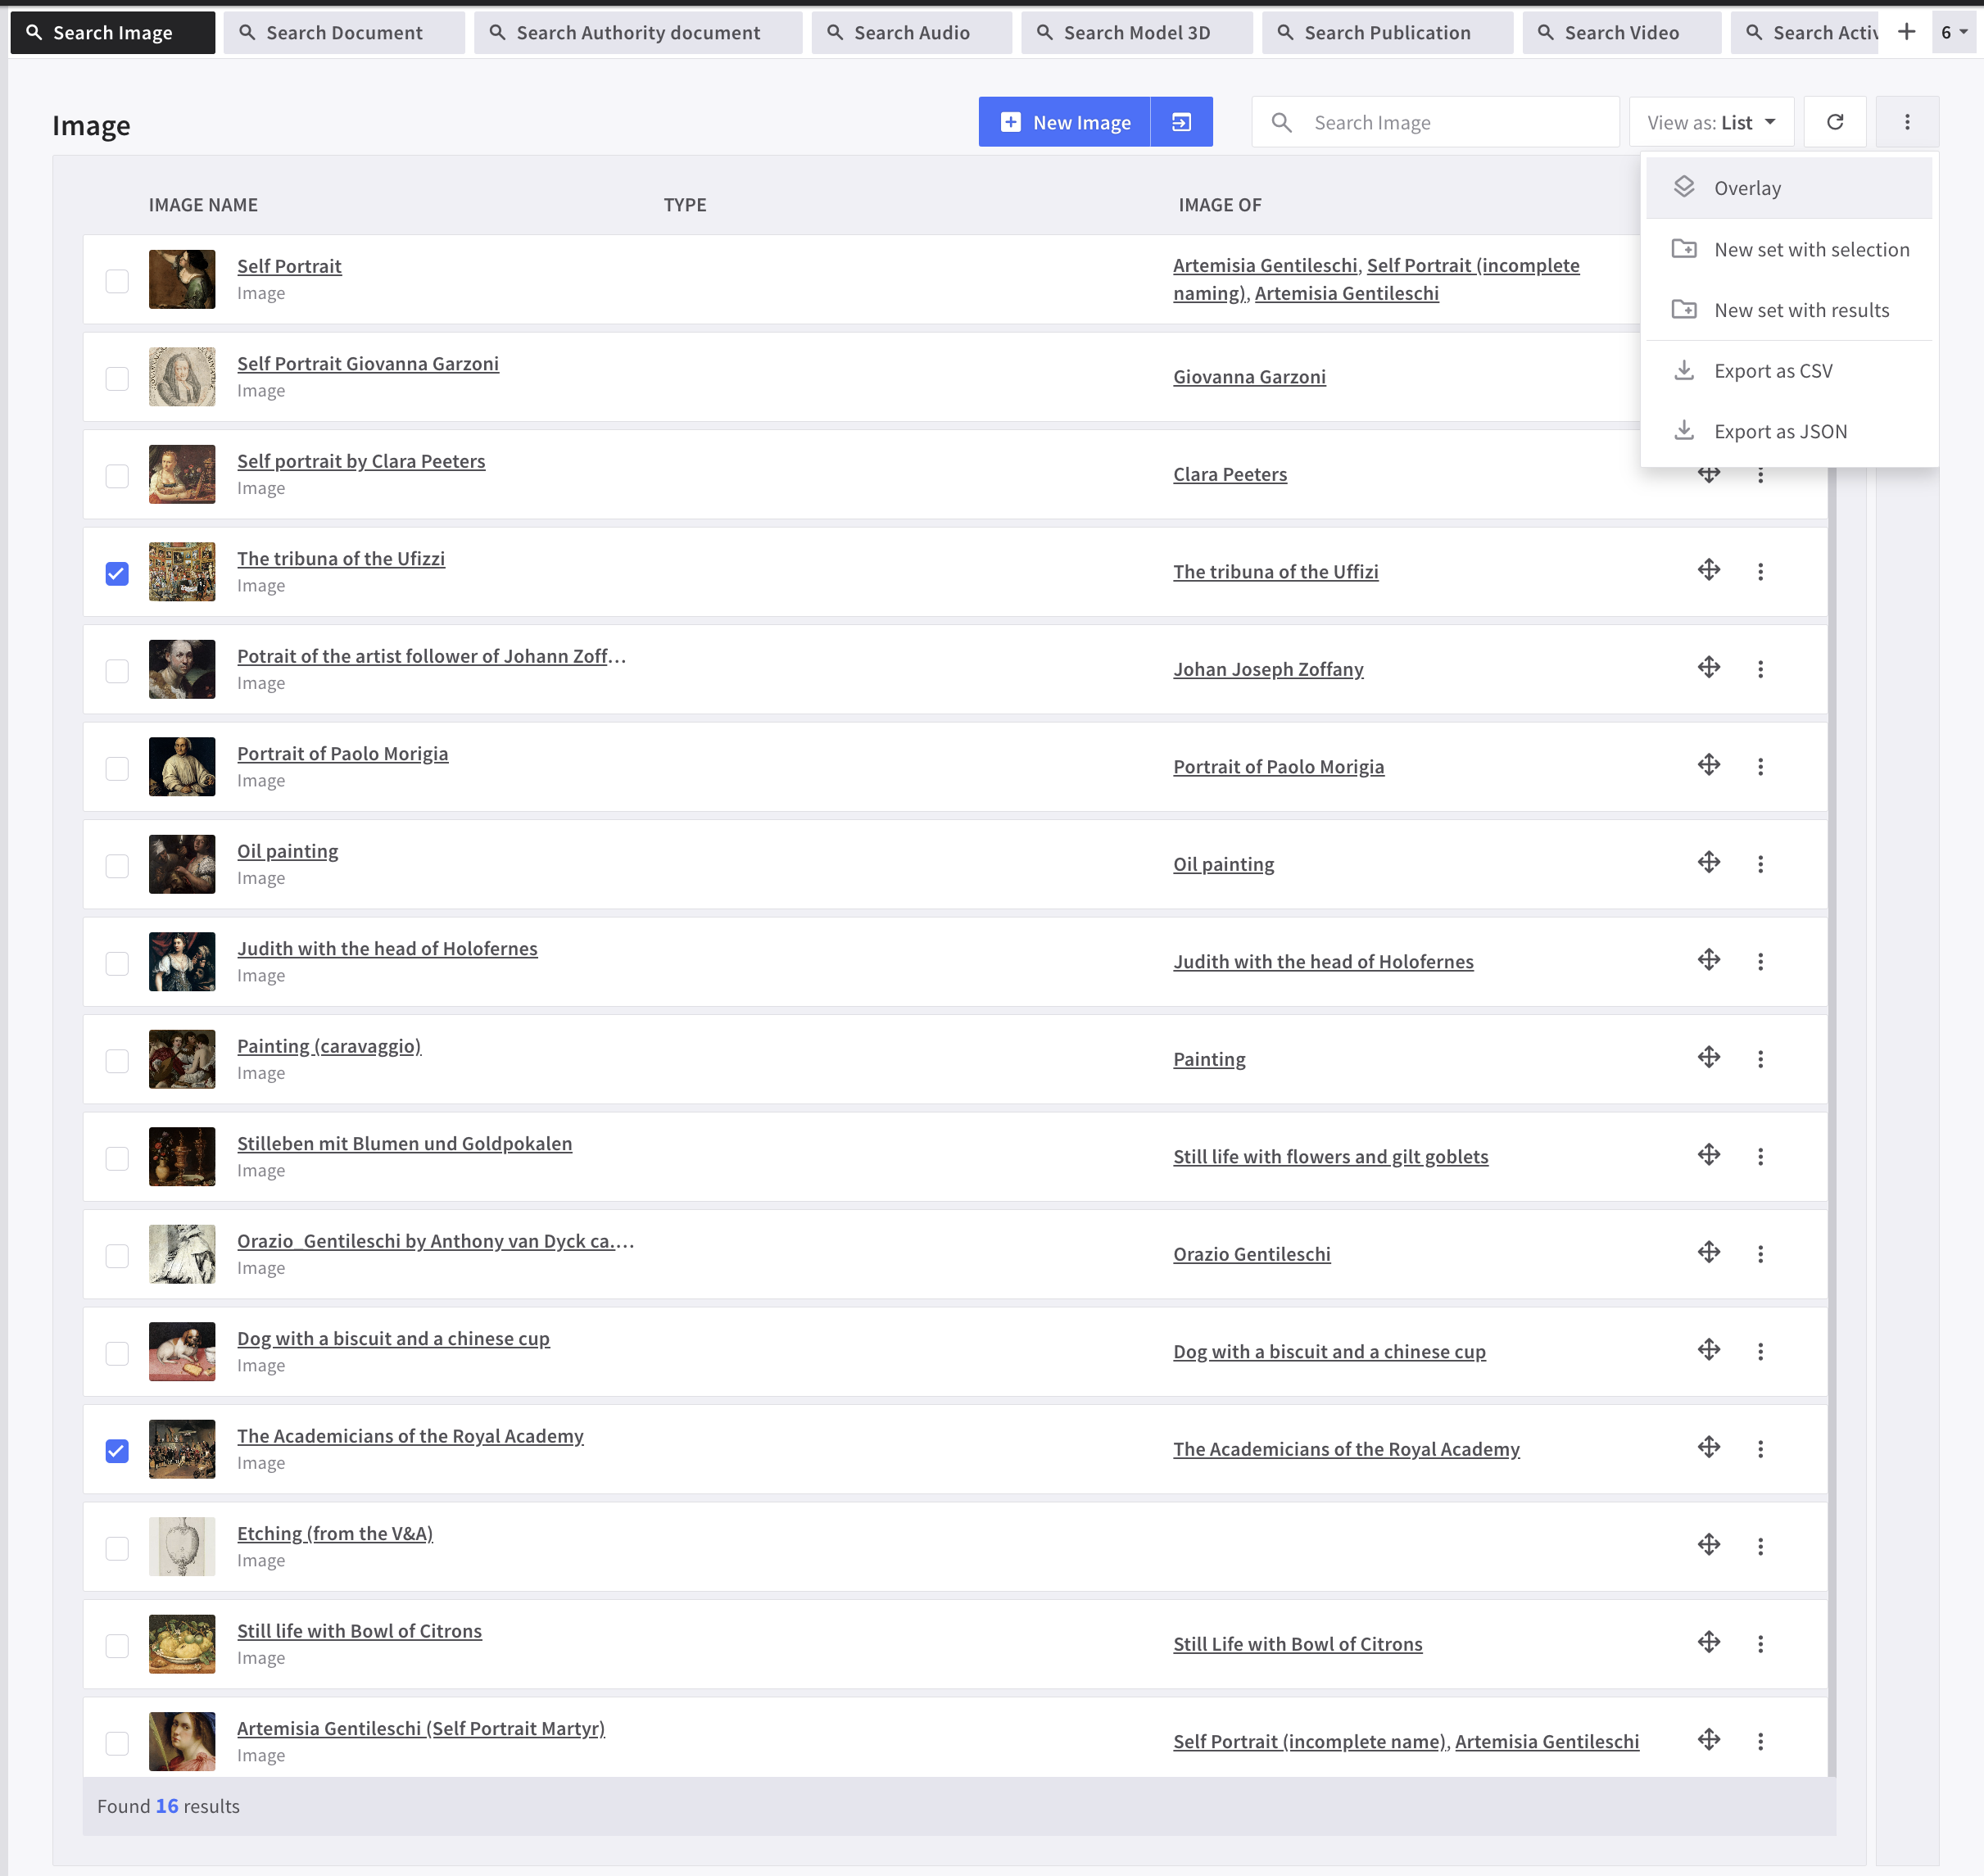 Search Image
Search Document
Search Authority document
Search Audio
Search Model 3D
Search Publication
Search Video
Search Activ
6
Image
New Image
Search Image
View as: List
Overlay
New set with selection
New set with results
Export as CSV
Export as JSON
IMAGE NAME
TYPE
IMAGE OF
Self Portrait
Image
Artemisia Gentileschi, Self Portrait (incomplete
naming), Artemisia Gentileschi
Self Portrait Giovanna Garzoni
Image
Giovanna Garzoni
Self portrait by Clara Peeters
Image
Clara Peeters
The tribuna of the Ufizzi
Image
The tribuna of the Uffizi
Potrait of the artist follower of Johann Zoff...
Image
Johan Joseph Zoffany
Portrait of Paolo Morigia
Image
Portrait of Paolo Morigia
Oil painting
Image
Oil painting
Judith with the head of Holofernes
Image
Judith with the head of Holofernes
Painting (caravaggio)
Image
Painting
Stilleben mit Blumen und Goldpokalen
Image
Still life with flowers and gilt goblets
Orazio_Gentileschi by Anthony van Dyck ca....
Image
Orazio Gentileschi
Dog with a biscuit and a chinese cup
Image
Dog with a biscuit and a chinese cup
The Academicians of the Royal Academy
Image
The Academicians of the Royal Academy
Etching (from the V&A)
Image
Still life with Bowl of Citrons
Image
Still Life with Bowl of Citrons
Artemisia Gentileschi (Self Portrait Martyr)
Image
Self Portrait (incomplete name), Artemisia Gentileschi
Found 16 results